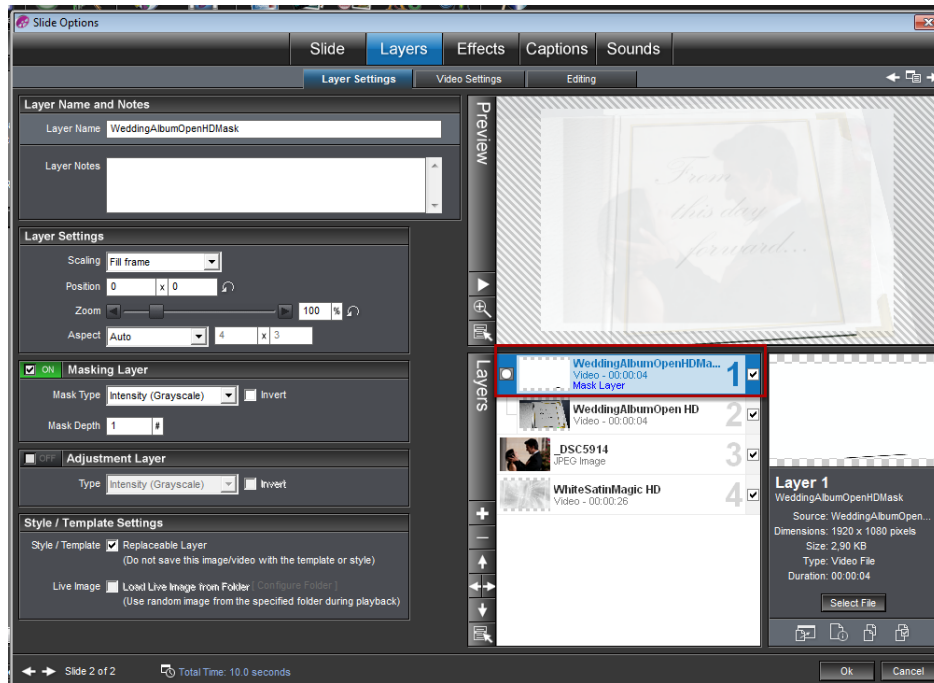 Slide Options
Slide Layers Effects Captions Sounds
Layer Settings Video Settings Editing
Layer Name and Notes
Layer Name WeddingAlbumOpenHDMask
Layer Notes
Layer Settings
Scaling Fill frame
Position 0 x 0
Zoom 100 %
Aspect Auto 4 x 3
ON Masking Layer
Mask Type Intensity (Grayscale) Invert
Mask Depth 1 #
OFF Adjustment Layer
Type Intensity (Grayscale) Invert
Style / Template Settings
Style / Template Replaceable Layer
(Do not save this image/video with the template or style)
Live Image Load Live Image from Folder [ Configure Folder ]
(Use random image from the specified folder during playback)
Preview
From
this day
forward...
Layers
WeddingAlbumOpenHDMa... 1
Video - 00:00:04
Mask Layer
WeddingAlbumOpen HD 2
Video - 00:00:04
_DSC5914 3
JPEG Image
WhiteSatinMagic HD 4
Video - 00:00:26
Layer 1
WeddingAlbumOpenHDMask
Source: WeddingAlbumOpen...
Dimensions: 1920 x 1080 pixels
Size: 2,90 KB
Type: Video File
Duration: 00:00:04
Select File
Slide 2 of 2 Total Time: 10.0 seconds
Ok Cancel